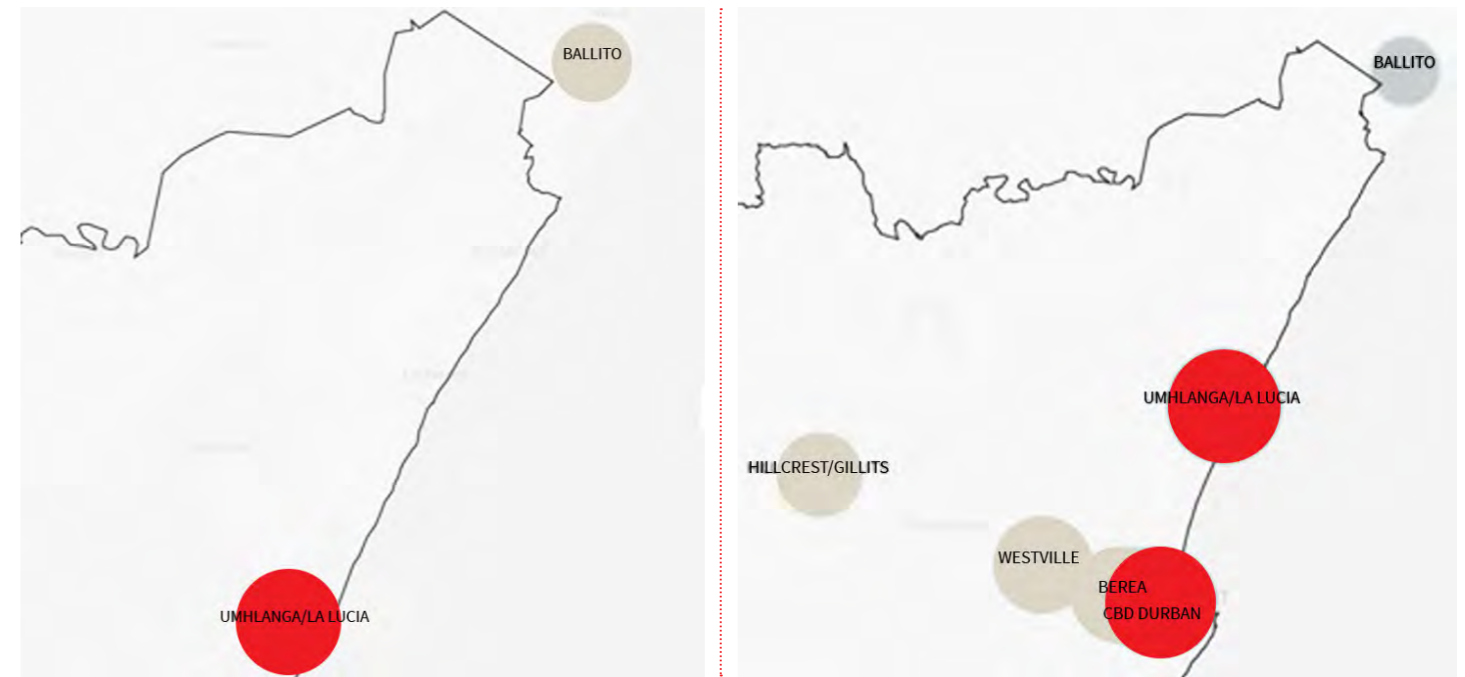 BALLITO
UMHLANGA/LA LUCIA
BALLITO
UMHLANGA/LA LUCIA
HILLCREST/GILLITS
WESTVILLE
BEREA
CBD DURBAN